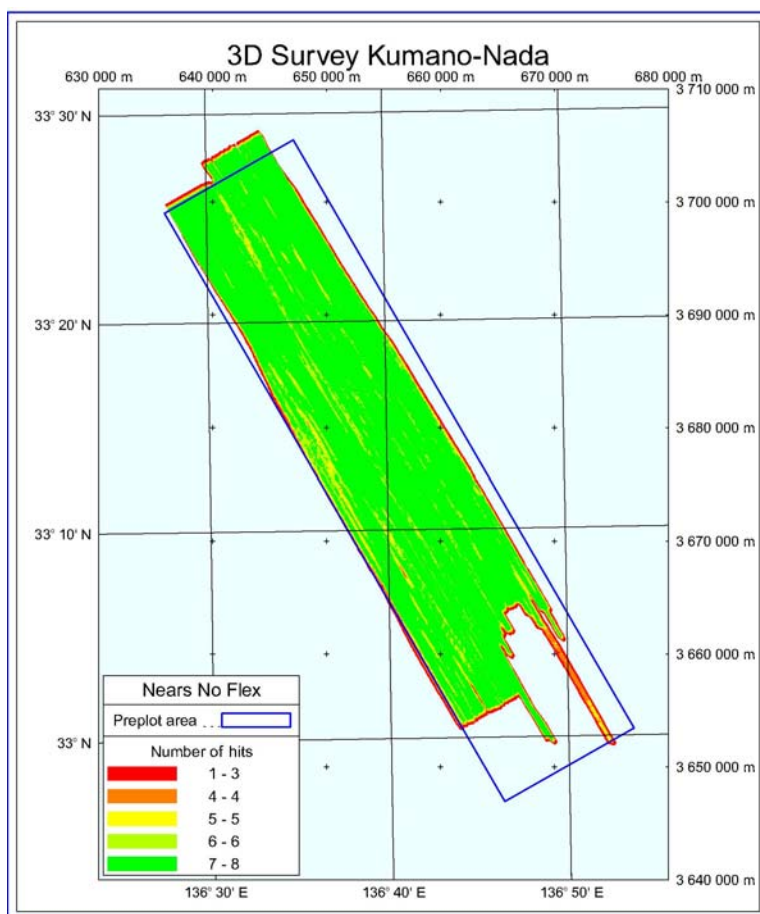 3D Survey Kumano-Nada
630 000 m 640 000 m 650 000 m 660 000 m 670 000 m 680 000 m
3 710 000 m
33° 30' N
3 700 000 m
3 690 000 m
33° 20' N
3 680 000 m
33° 10' N
3 670 000 m
3 660 000 m
33° N
3 650 000 m
3 640 000 m
Nears No Flex
Preplot area
Number of hits
1 - 3
4 - 4
5 - 5
6 - 6
7 - 8
136° 30' E 136° 40' E 136° 50' E